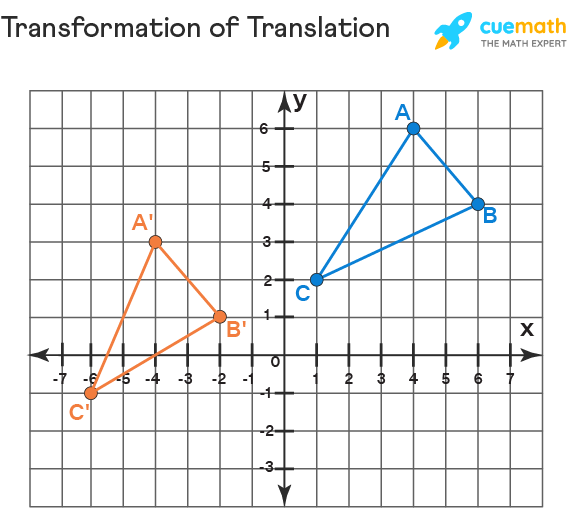 Transformation of Translation
cuemath
THE MATH EXPERT
y
A
6
5
4
B
A'
3
2
C
1
B'
x
O
-7 -6 -5 -4 -3 -2 -1 1 2 3 4 5 6 7
-1
C'
-2
-3